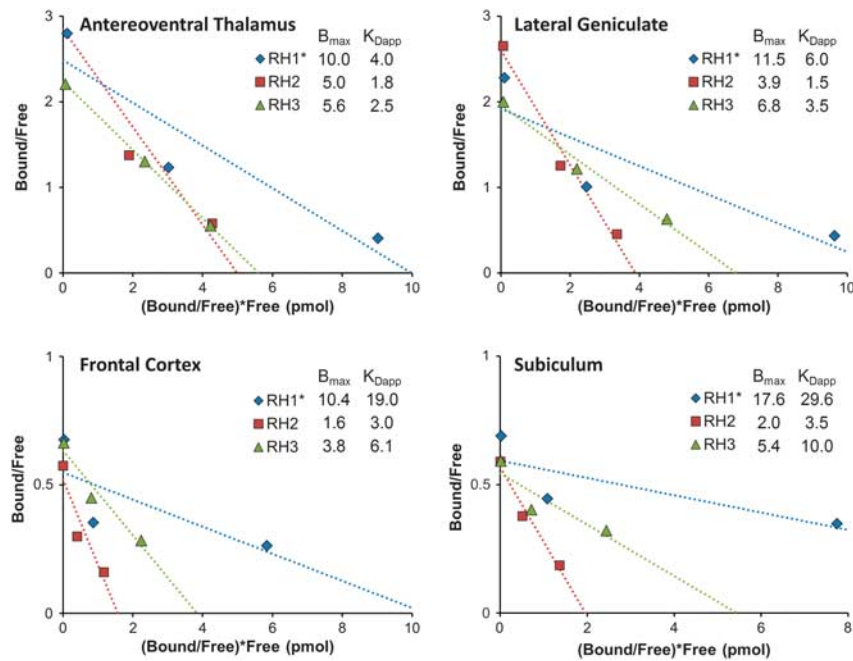 Antereoventral Thalamus
Bmax KDapp
RH1* 10.0 4.0
RH2 5.0 1.8
RH3 5.6 2.5
3
2
1
0
Bound/Free
0 2 4 6 8 10
(Bound/Free)*Free (pmol)
Lateral Geniculate
Bmax KDapp
RH1* 11.5 6.0
RH2 3.9 1.5
RH3 6.8 3.5
3
2
1
0
Bound/Free
0 2 4 6 8 10
(Bound/Free)*Free (pmol)
Frontal Cortex
Bmax KDapp
RH1* 10.4 19.0
RH2 1.6 3.0
RH3 3.8 6.1
1
0.5
0
Bound/Free
0 2 4 6 8 10
(Bound/Free)*Free (pmol)
Subiculum
Bmax KDapp
RH1* 17.6 29.6
RH2 2.0 3.5
RH3 5.4 10.0
1
0.5
0
Bound/Free
0 2 4 6 8
(Bound/Free)*Free (pmol)